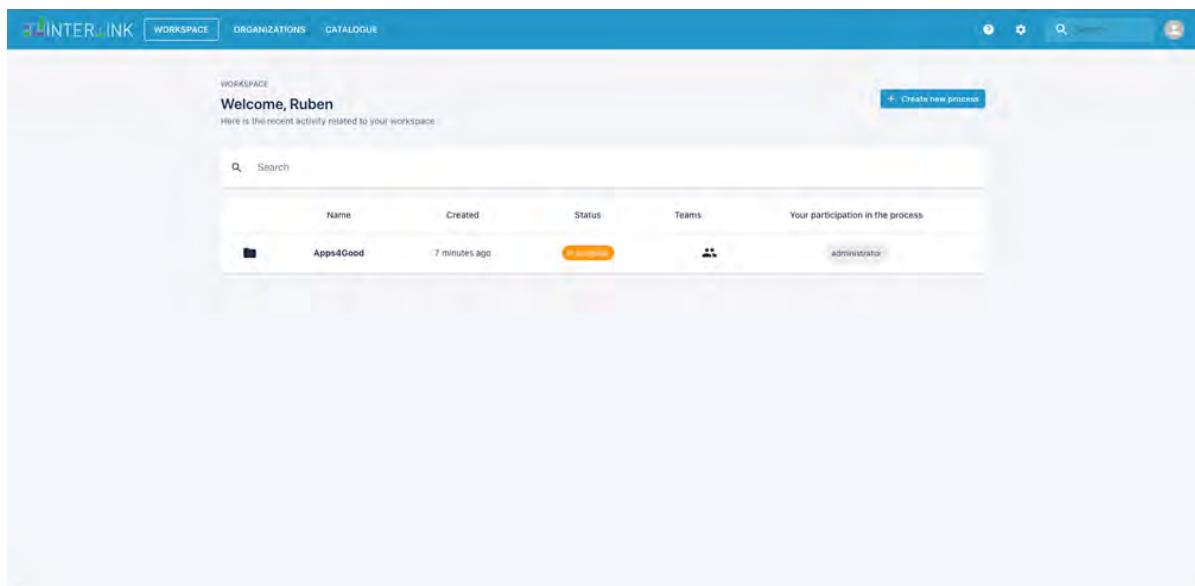 INTERLINK WORKSPACE ORGANIZATIONS CATALOGUE Search
WORKSPACE
Welcome, Ruben
Here is the recent activity related to your workspace
+ Create new process
Search
Name Created Status Teams Your participation in the process
Apps4Good 7 minutes ago In progress administrator